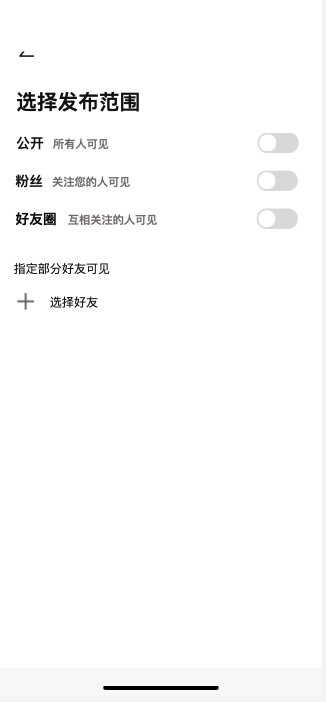 选择发布范围
公开 所有人可见
粉丝 关注您的人可见
好友圈 互相关注的人可见
指定部分好友可见
选择好友